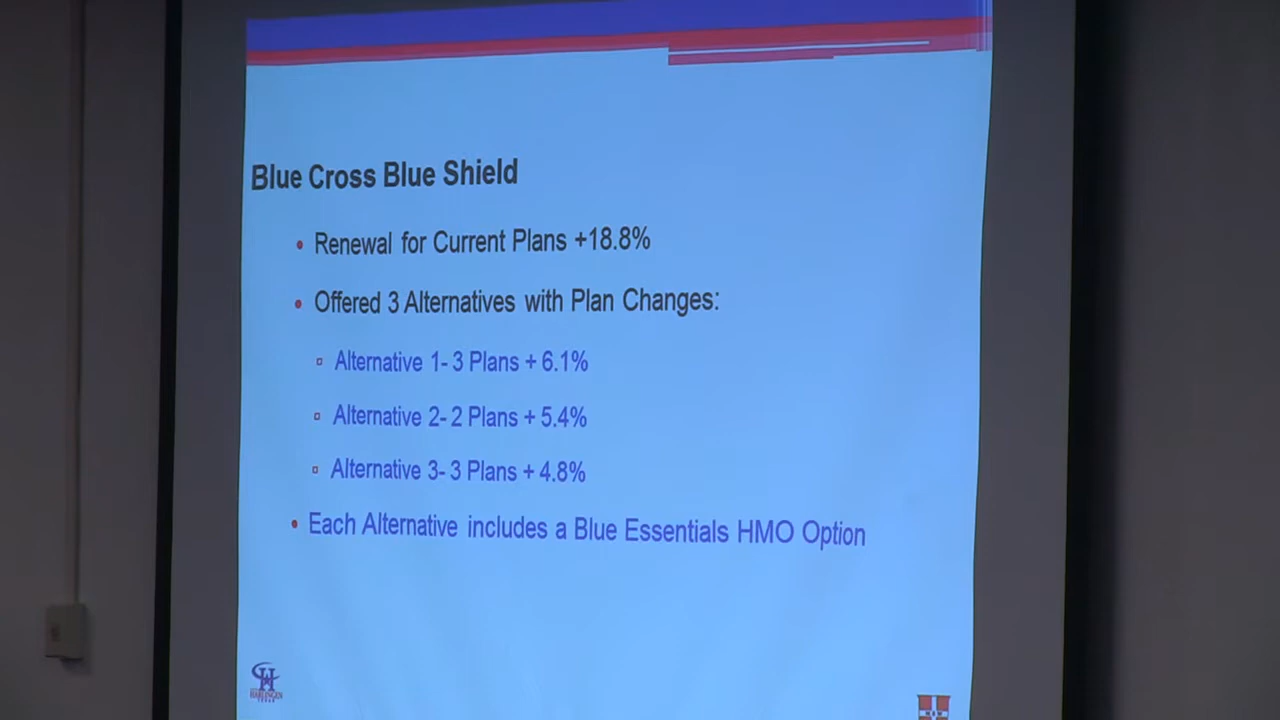 Blue Cross Blue Shield
• Renewal for Current Plans +18.8%
• Offered 3 Alternatives with Plan Changes:
▫ Alternative 1- 3 Plans + 6.1%
▫ Alternative 2- 2 Plans + 5.4%
▫ Alternative 3- 3 Plans + 4.8%
• Each Alternative includes a Blue Essentials HMO Option
HARLINGEN
TEXAS